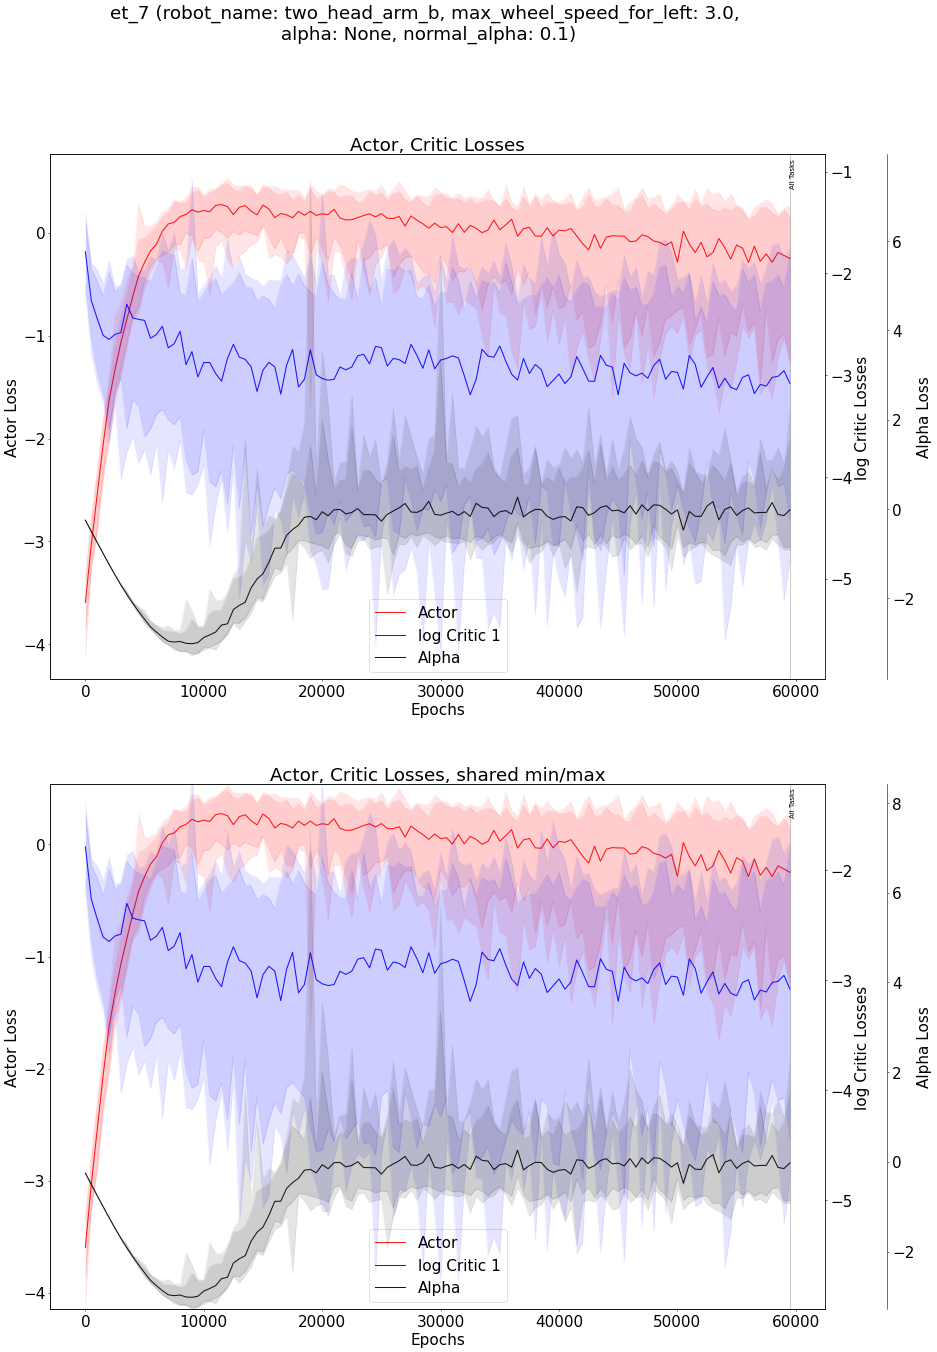 et_7 (robot_name: two_head_arm_b, max_wheel_speed_for_left: 3.0,
alpha: None, normal_alpha: 0.1)
Actor, Critic Losses
All Tasks
0
−1
−2
−3
−4
Actor Loss
−1
−2
−3
−4
−5
log Critic Losses
6
4
2
0
−2
Alpha Loss
Actor
log Critic 1
Alpha
0
10000
20000
30000
40000
50000
60000
Epochs
Actor, Critic Losses, shared min/max
All Tasks
0
−1
−2
−3
−4
Actor Loss
−2
−3
−4
−5
log Critic Losses
8
6
4
2
0
−2
Alpha Loss
Actor
log Critic 1
Alpha
0
10000
20000
30000
40000
50000
60000
Epochs